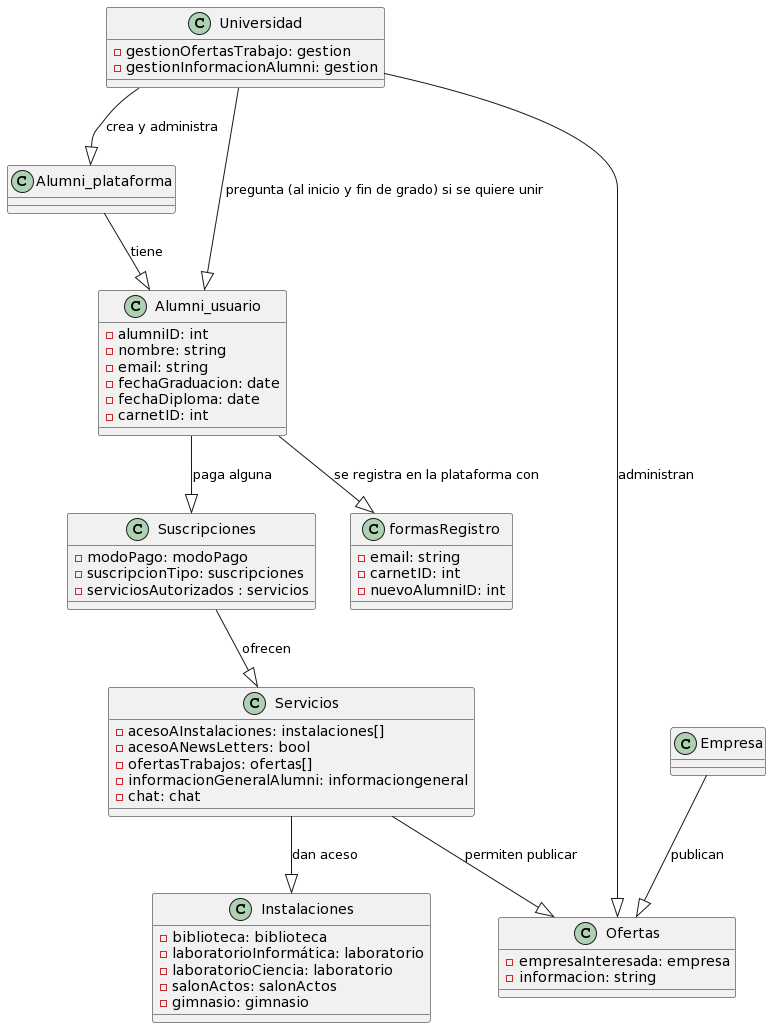 C Universidad
gestionOfertasTrabajo: gestion
gestionInformacionAlumni: gestion
crea y administra
C Alumni_plataforma
pregunta (al inicio y fin de grado) si se quiere unir
tiene
C Alumni_usuario
alumniID: int
nombre: string
email: string
fechaGraduacion: date
fechaDiploma: date
carnetID: int
paga alguna
se registra en la plataforma con
administran
C Suscripciones
modoPago: modoPago
suscripcionTipo: suscripciones
serviciosAutorizados : servicios
C formasRegistro
email: string
carnetID: int
nuevoAlumniID: int
ofrecen
C Servicios
acesoAInstalaciones: instalaciones[]
acesoANewsLetters: bool
ofertasTrabajos: ofertas[]
informacionGeneralAlumni: informaciongeneral
chat: chat
C Empresa
dan aceso
permiten publicar
publican
C Instalaciones
biblioteca: biblioteca
laboratorioInformática: laboratorio
laboratorioCiencia: laboratorio
salonActos: salonActos
gimnasio: gimnasio
C Ofertas
empresaInteresada: empresa
informacion: string